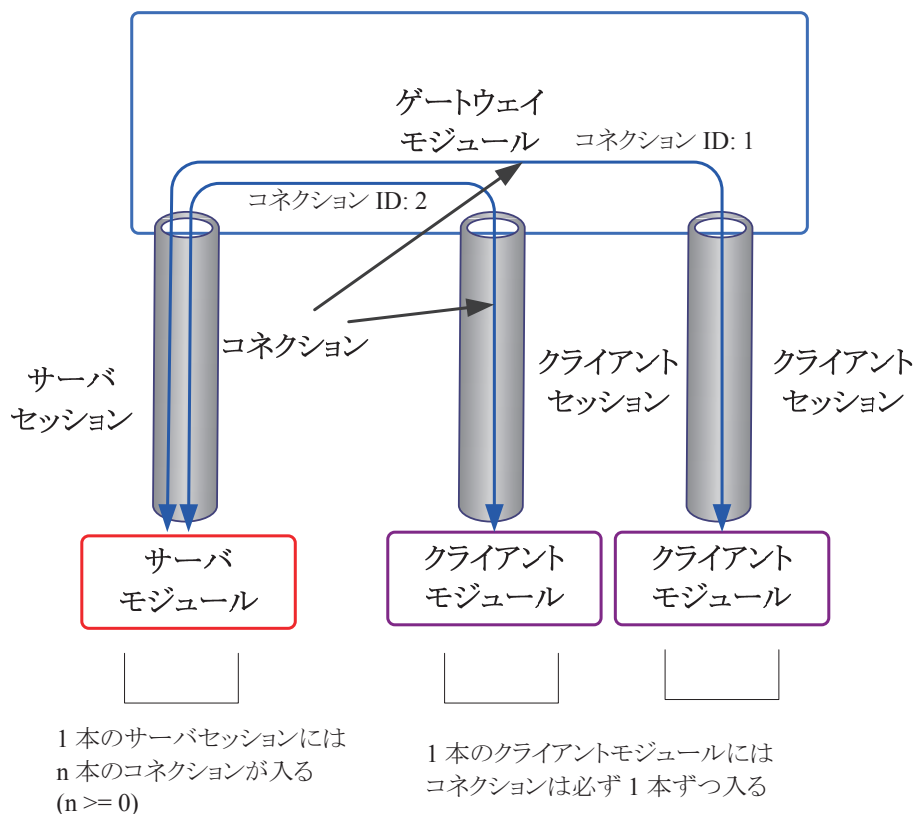 ゲートウェイ
モジュール
コネクション ID: 1
コネクション ID: 2
コネクション
サーバ
セッション
クライアント
セッション
クライアント
セッション
サーバ
モジュール
クライアント
モジュール
クライアント
モジュール
1 本のサーバセッションには
n 本のコネクションが入る
(n >= 0)
1 本のクライアントモジュールには
コネクションは必ず 1 本ずつ入る